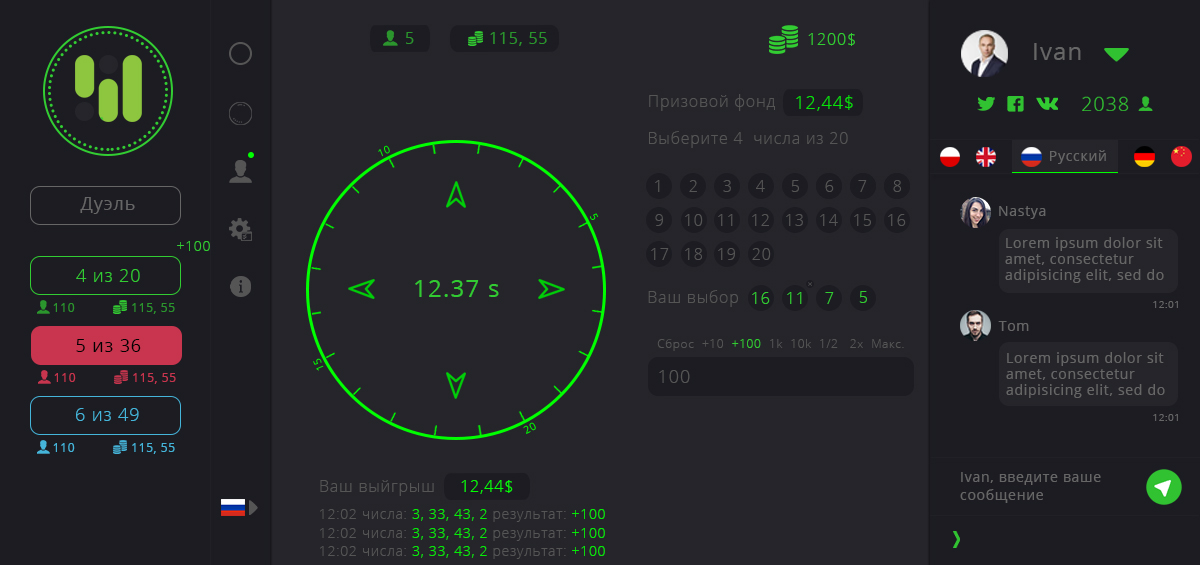 Дуэль
+100
4 из 20
110 115, 55
5 из 36
110 115, 55
6 из 49
110 115, 55
5 115, 55 1200$
10
5
15
20
12.37 s
Призовой фонд 12,44$
Выберите 4 числа из 20
1 2 3 4 5 6 7 8
9 10 11 12 13 14 15 16
17 18 19 20
Ваш выбор 16 11 × 7 5
Сброс +10 +100 1k 10k 1/2 2x Макс.
100
Ваш выйгрыш 12,44$
12:02 числа: 3, 33, 43, 2 результат: +100
12:02 числа: 3, 33, 43, 2 результат: +100
12:02 числа: 3, 33, 43, 2 результат: +100
Ivan
2038
Русский
Nastya
Lorem ipsum dolor sit
amet, consectetur
adipisicing elit, sed do
12:01
Tom
Lorem ipsum dolor sit
amet, consectetur
adipisicing elit, sed do
12:01
Ivan, введите ваше
сообщение